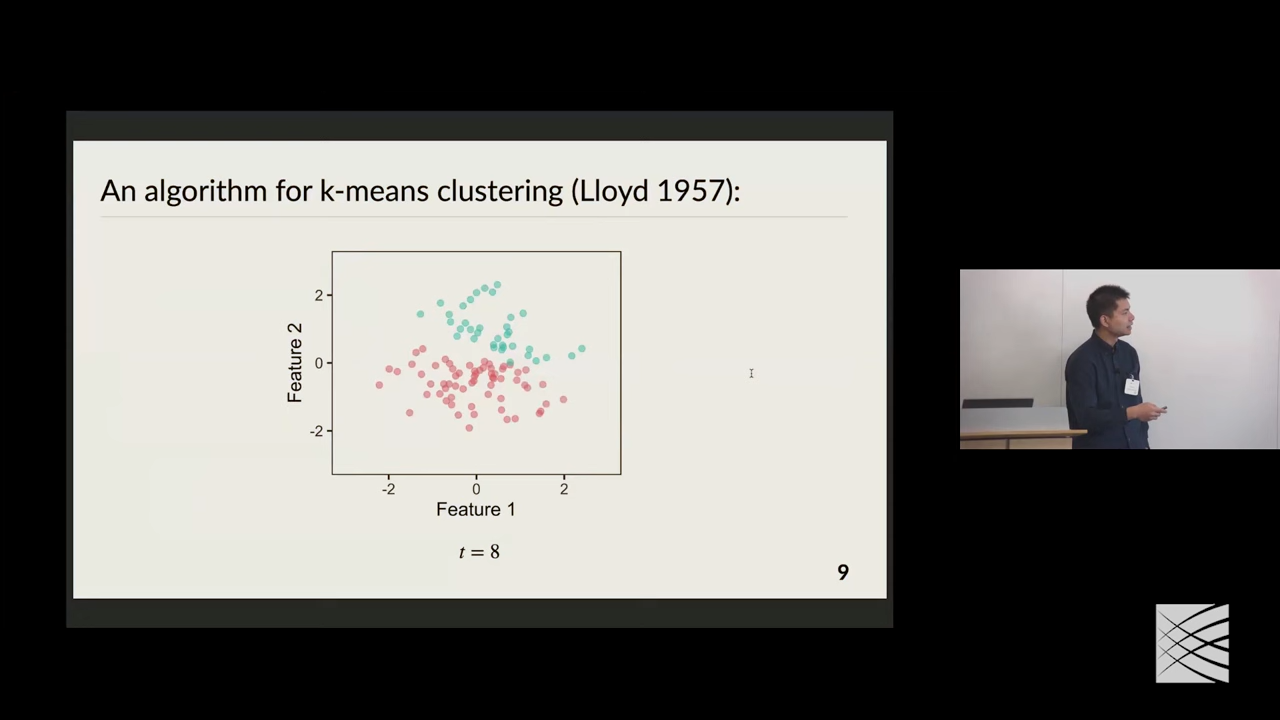 An algorithm for k-means clustering (Lloyd 1957):
Feature 2
2
0
-2
-2 0 2
Feature 1
t = 8
9